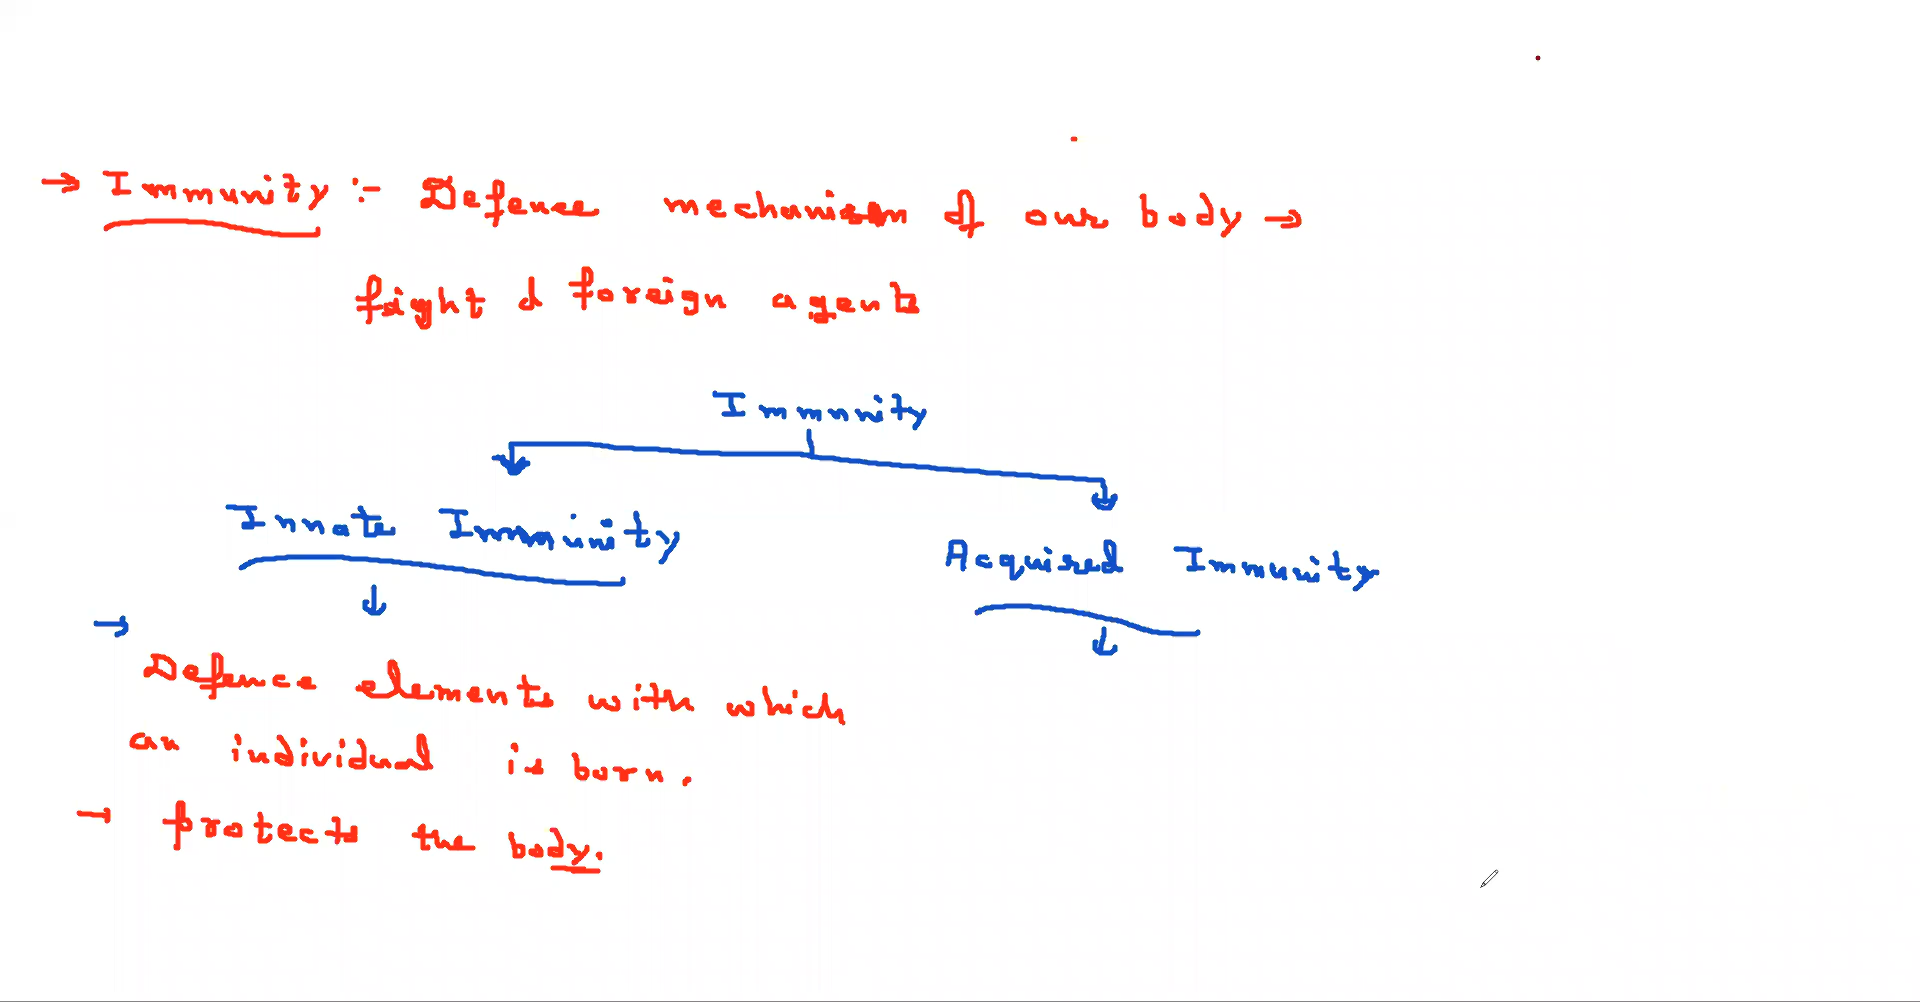 → Immunity :- Defence mechanism of our body →
fight d foreign agents
Immunity
Innate Immunity
Acquired Immunity
→ Defence elements with which
an individual is born.
→ protects the body.